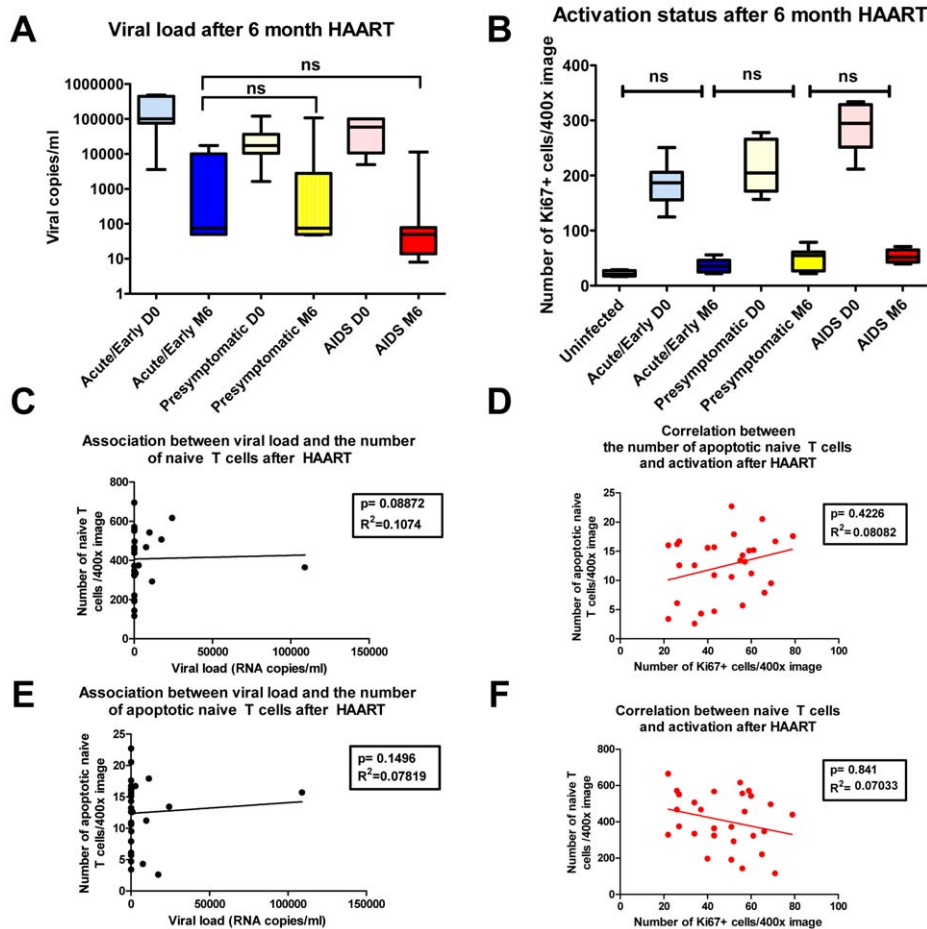 A
Viral load after 6 month HAART
ns
ns
Viral copies/ml
1000000
100000
10000
1000
100
10
1
Acute/Early D0
Acute/Early M6
Presymptomatic D0
Presymptomatic M6
AIDS D0
AIDS M6
B
Activation status after 6 month HAART
ns
ns
ns
Number of Ki67+ cells/400x image
400
300
200
100
0
Uninfected
Acute/Early D0
Acute/Early M6
Presymptomatic D0
Presymptomatic M6
AIDS D0
AIDS M6
C
Association between viral load and the number
of naive T cells after HAART
p= 0.08872
R²=0.1074
Number of naive T
cells /400x image
800
600
400
200
0
0
50000
100000
150000
Viral load (RNA copies/ml)
D
Correlation between
the number of apoptotic naive T cells
and activation after HAART
p= 0.4226
R²=0.08082
Number of apoptotic naive
T cells/400x image
25
20
15
10
5
0
0
20
40
60
80
100
Number of Ki67+ cells/400x image
E
Association between viral load and the number
of apoptotic naive T cells after HAART
p= 0.1496
R²=0.07819
Number of apoptotic naive
T cells/400x image
25
20
15
10
5
0
0
50000
100000
150000
Viral load (RNA copies/ml)
F
Correlation between naive T cells
and activation after HAART
p= 0.841
R²= 0.07033
Number of naive T
cells /400x image
800
600
400
200
0
0
20
40
60
80
100
Number of Ki67+ cells/400x image